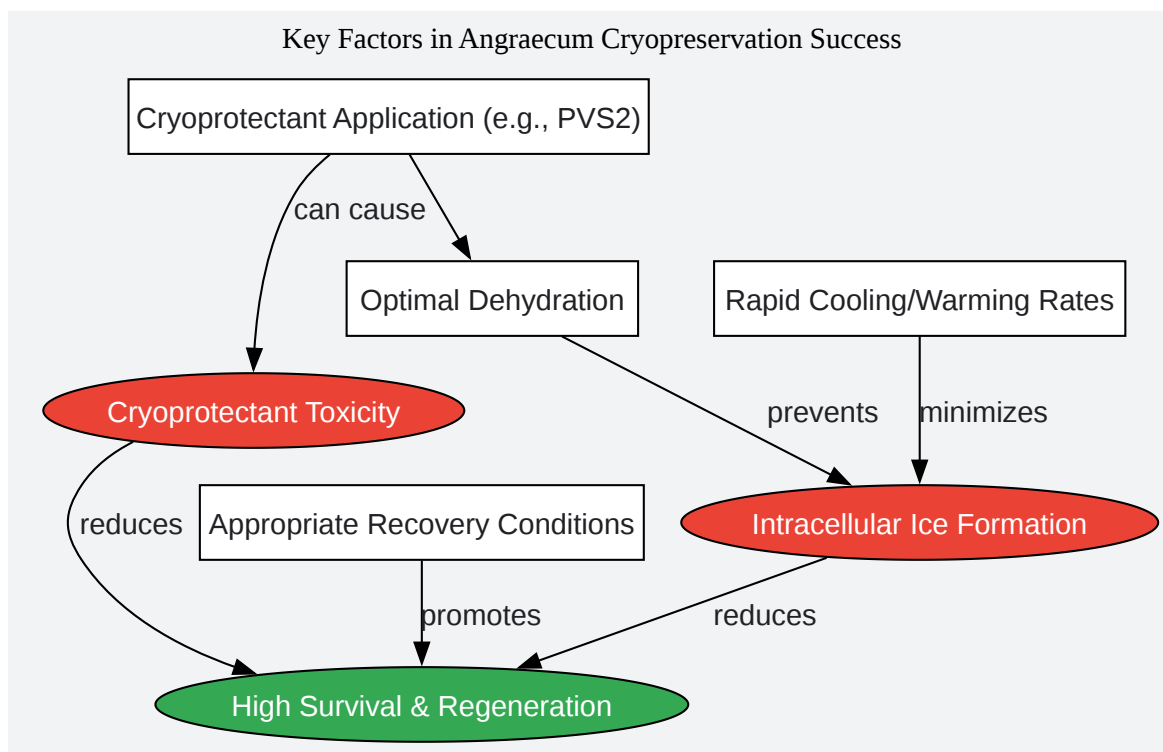 Key Factors in Angraecum Cryopreservation Success
Cryoprotectant Application (e.g., PVS2)
can cause
Optimal Dehydration
Rapid Cooling/Warming Rates
Cryoprotectant Toxicity
prevents
minimizes
reduces
Appropriate Recovery Conditions
Intracellular Ice Formation
promotes
reduces
High Survival & Regeneration